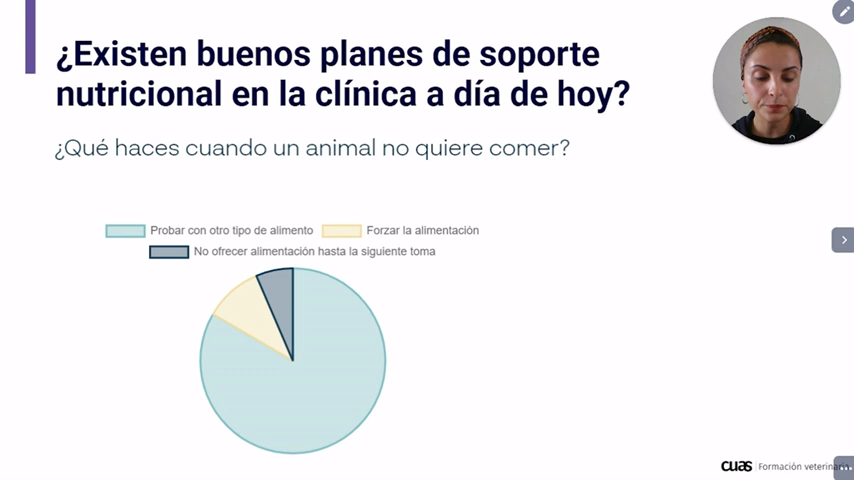 ¿Existen buenos planes de soporte
nutricional en la clínica a día de hoy?
¿Qué haces cuando un animal no quiere comer?
Probar con otro tipo de alimento Forzar la alimentación
No ofrecer alimentación hasta la siguiente toma
cuas Formación veterinaria